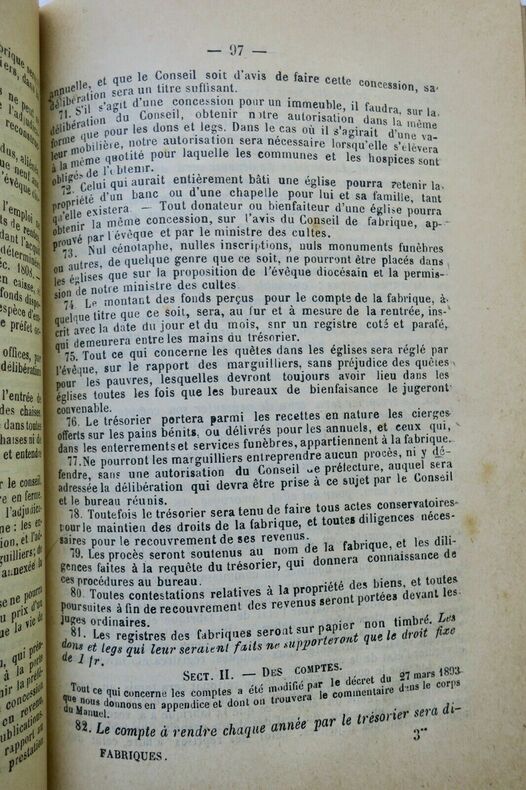 — 97 —
annuelle, et que le Conseil soit d'avis de faire cette concession, sa
délibération sera un titre suffisant.
71. S'il s'agit d'une concession pour un immeuble, il faudra, sur la
délibération du Conseil, obtenir notre autorisation dans la même
forme que pour les dons et legs. Dans le cas où il s'agirait d'une va-
leur mobilière, notre autorisation sera nécessaire lorsqu'elle s'élèvera
à la même quotité pour laquelle les communes et les hospices sont
obligés de l'obtenir.
72. Celui qui aurait entièrement bâti une église pourra retenir la
propriété d'un banc ou d'une chapelle pour lui et sa famille, tant
qu'elle existera. — Tout donateur ou bienfaiteur d'une église pourra
obtenir la même concession, sur l'avis du Conseil de fabrique, ap-
prouvé par l'évêque et par le ministre des cultes.
73. Nul cénotaphe, nulles inscriptions, nuls monuments funèbres
ou autres, de quelque genre que ce soit, ne pourront être placés dans
les églises que sur la proposition de l'évêque diocésain et la permis-
sion de notre ministre des cultes
74. Le montant des fonds perçus pour le compte de la fabrique, à
quelque titre que ce soit, sera, au fur et à mesure de la rentrée, ins-
crit avec la date du jour et du mois, snr un registre coté et parafé,
qui demeurera entre les mains du trésorier.
75. Tout ce qui concerne les quêtes dans les églises sera réglé par
l'évêque, sur le rapport des marguilliers, sans préjudice des quêtes
pour les pauvres, lesquelles devront toujours avoir lieu dans les
églises toutes les fois que les bureaux de bienfaisance le jugeront
convenable.
76. Le trésorier portera parmi les recettes en nature les cierges
offerts sur les pains bénits, ou délivrés pour les annuels, et ceux qui,
dans les enterrements et services funèbres, appartiennent à la fabrique.
77. Ne pourront les marguilliers entreprendre aucun procès, ni y dé-
fendre, sans une autorisation du Conseil de prélecture, auquel sera
adressée la délibération qui devra être prise à ce sujet par le Conseil
et le bureau réunis.
78. Toutefois le trésorier sera tenu de faire tous actes conservatoires
pour le maintien des droits de la fabrique, et toutes diligences néces-
saires pour le recouvrement de ses revenus.
79. Les procès seront soutenus au nom de la fabrique, et les dili-
gences faites à la requête du trésorier, qui donnera connaissance de
ces procédures au bureau.
80. Toutes contestations relatives à la propriété des biens, et toutes
poursuites à fin de recouvrement des revenus seront portées devant les
juges ordinaires.
81. Les registres des fabriques seront sur papier non timbré. Les
dons et legs qui leur seraient faits ne supporteront que le droit fixe
de 1 fr.
SECT. II. — DES COMPTES.
Tout ce qui concerne les comptes a été modifié par le décret du 27 mars 1893
que nous donnons en appendice et dont on trouvera le commentaire dans le corps
du Manuel.
82. Le compte à rendre chaque année par le trésorier sera di-
FABRIQUES. 3**